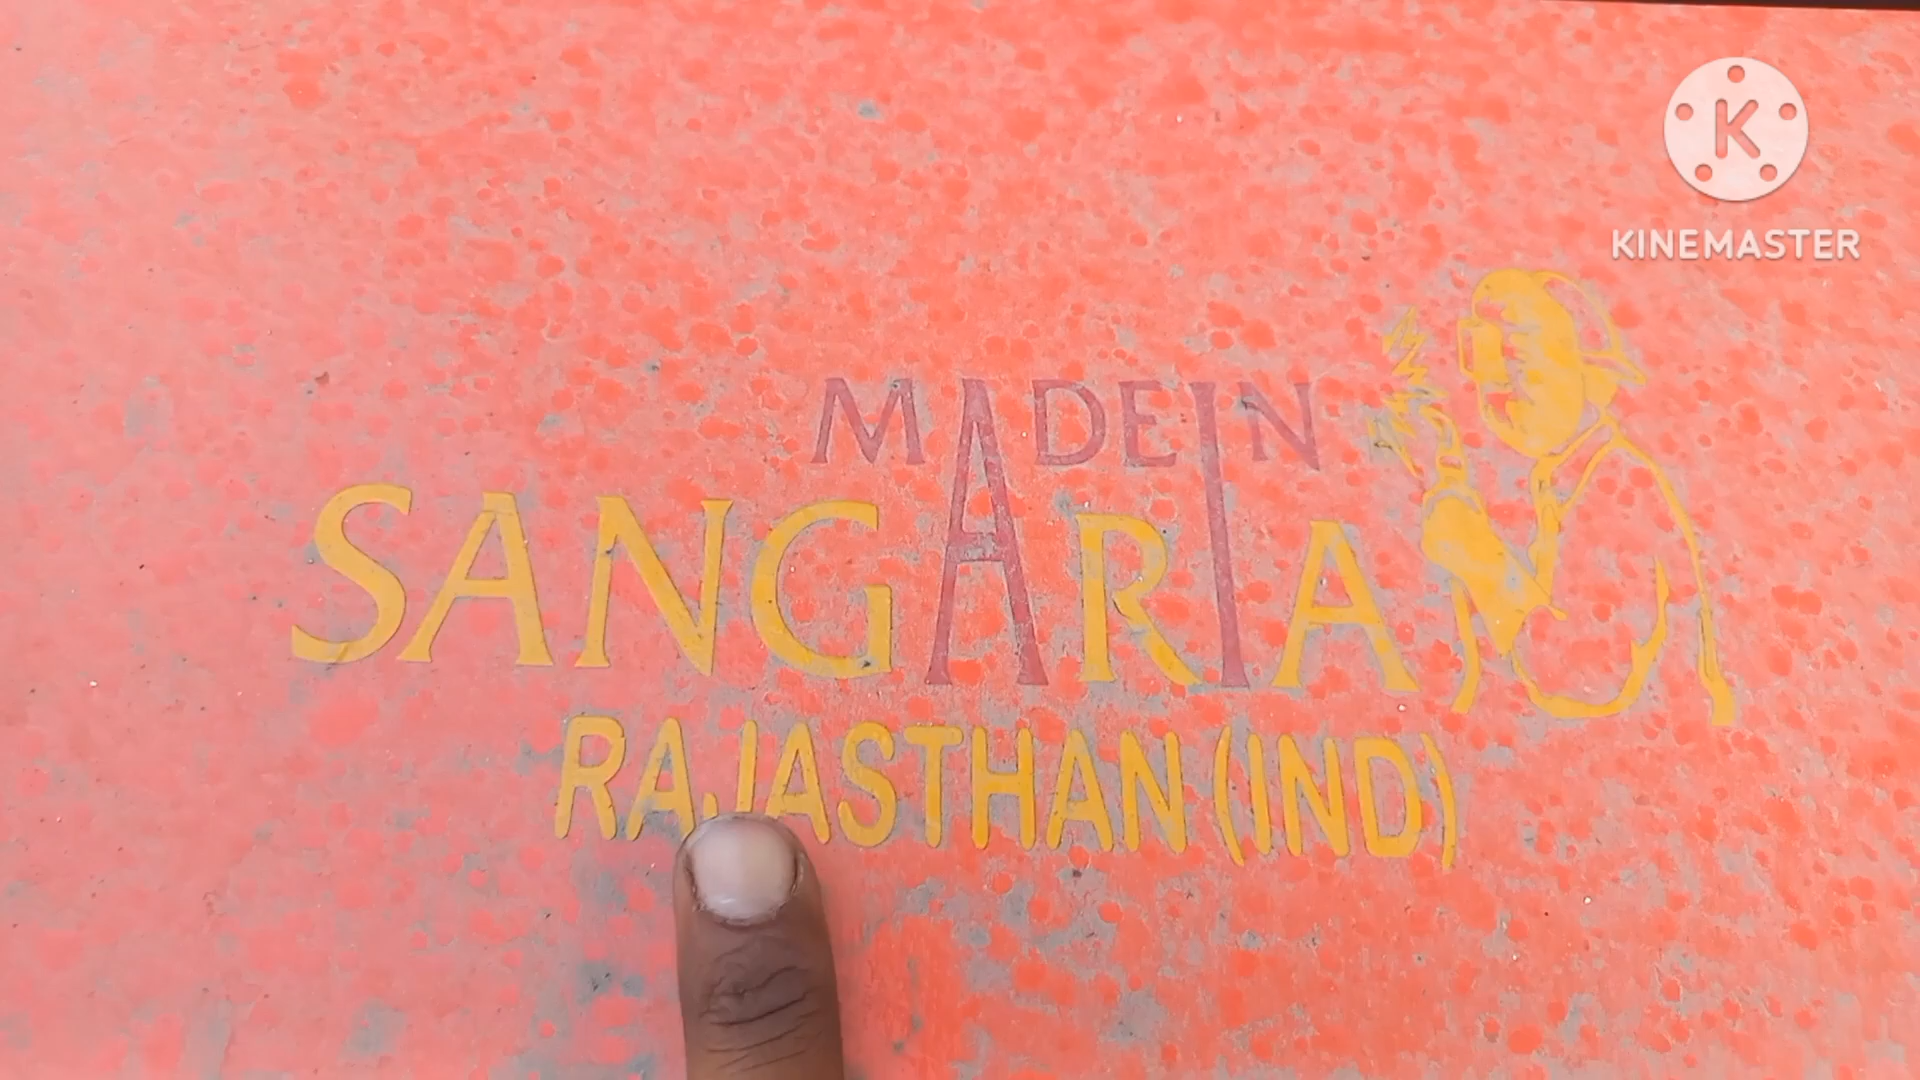 K
KINEMASTER
MADE IN
SANGARIA
RAJASTHAN (IND)